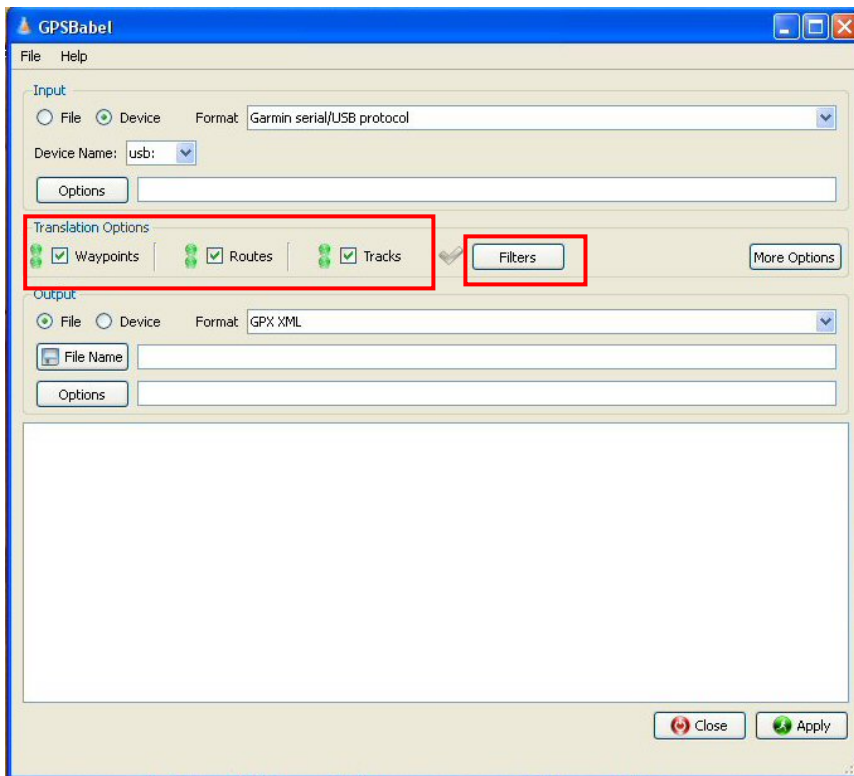 GPSBabel
File Help
Input
File Device Format Garmin serial/USB protocol
Device Name: usb:
Options
Translation Options
Waypoints Routes Tracks Filters More Options
Output
File Device Format GPX XML
File Name
Options
Close Apply